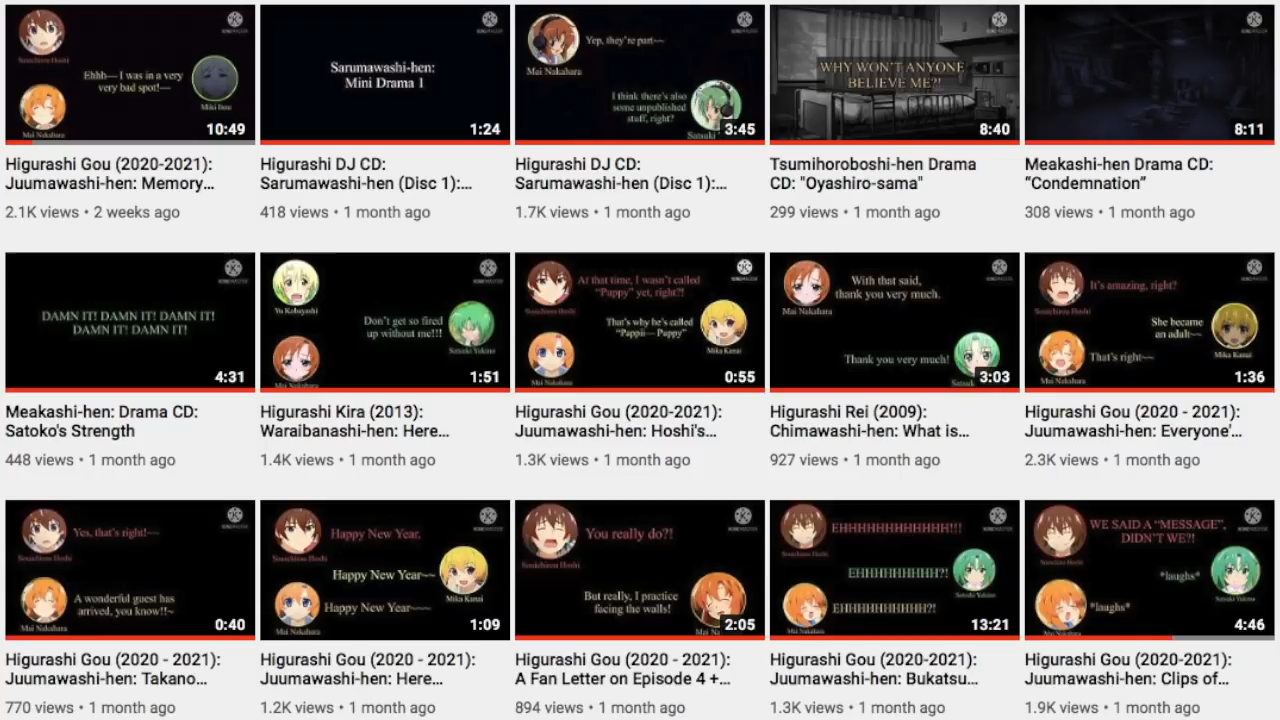 Souichirou Hoshi
Ehhh— I was in a very
very bad spot!—
Miki Itou
Mai Nakahara
10:49
Higurashi Gou (2020-2021):
Juumawashi-hen: Memory...
2.1K views • 2 weeks ago
Sarumawashi-hen:
Mini Drama 1
1:24
Higurashi DJ CD:
Sarumawashi-hen (Disc 1):...
418 views • 1 month ago
Yep, they're part~~
Mai Nakahara
I think there's also
some unpublished
stuff, right?
Satsuki
3:45
Higurashi DJ CD:
Sarumawashi-hen (Disc 1):...
1.7K views • 1 month ago
WHY WON'T ANYONE
BELIEVE ME?!
8:40
Tsumihoroboshi-hen Drama
CD: "Oyashiro-sama"
299 views • 1 month ago
8:11
Meakashi-hen Drama CD:
“Condemnation”
308 views • 1 month ago
DAMN IT! DAMN IT! DAMN IT!
DAMN IT! DAMN IT!
4:31
Meakashi-hen: Drama CD:
Satoko's Strength
448 views • 1 month ago
Yu Kobayashi
Don't get so fired
up without me!!!
Satsuki Yukino
Mai Nakahara
1:51
Higurashi Kira (2013):
Waraibanashi-hen: Here...
1.4K views • 1 month ago
At that time, I wasn't called
“Puppy” yet, right?!
Souichirou Hoshi
That's why he's called
“Pappii— Puppy”
Mika Kanai
Mai Nakahara
0:55
Higurashi Gou (2020-2021):
Juumawashi-hen: Hoshi's...
1.3K views • 1 month ago
With that said,
thank you very much.
Mai Nakahara
Thank you very much!
Satsuk
3:03
Higurashi Rei (2009):
Chimawashi-hen: What is...
927 views • 1 month ago
It's amazing, right?
Souichirou Hoshi
She became
an adult~~
Mika Kanai
That's right~~
Mai Nakahara
1:36
Higurashi Gou (2020 - 2021):
Juumawashi-hen: Everyone'...
2.3K views • 1 month ago
Yes, that's right!~~
Souichirou Hoshi
A wonderful guest has
arrived, you know!!~
Mai Nakahara
0:40
Higurashi Gou (2020 - 2021):
Juumawashi-hen: Takano...
770 views • 1 month ago
Happy New Year.
Souichirou Hoshi
Happy New Year~~
Mika Kanai
Happy New Year~~~~
Mai Nakahara
1:09
Higurashi Gou (2020 - 2021):
Juumawashi-hen: Here...
1.2K views • 1 month ago
You really do?!
Souichirou Hoshi
But really, I practice
facing the walls!
Mai Na
2:05
Higurashi Gou (2020 - 2021):
A Fan Letter on Episode 4 +...
894 views • 1 month ago
EHHHHHHHHHHHH!!!
Souichirou Hoshi
EHHHHHHHHH?!
Satsuki Yukino
EHHHHHHHHHH?!
Mai Nakahara
13:21
Higurashi Gou (2020-2021):
Juumawashi-hen: Bukatsu...
1.3K views • 1 month ago
WE SAID A “MESSAGE”,
DIDN'T WE?!
Souichirou Hoshi
*laughs*
Satsuki Yukino
*laughs*
Mai Nakahara
4:46
Higurashi Gou (2020-2021):
Juumawashi-hen: Clips of...
1.9K views • 1 month ago